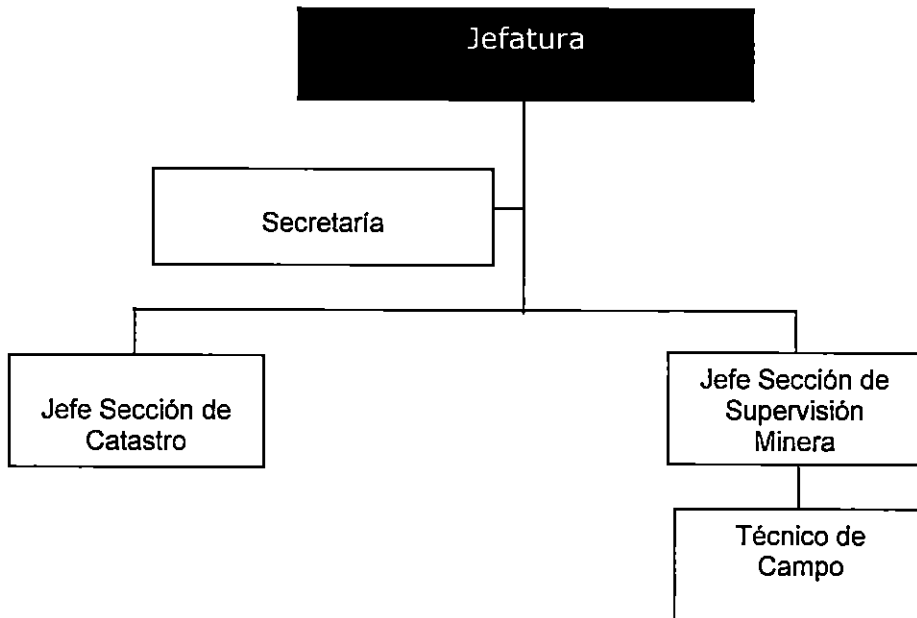 Jefatura
Secretaría
Jefe Sección de
Catastro
Jefe Sección de
Supervisión
Minera
Técnico de
Campo